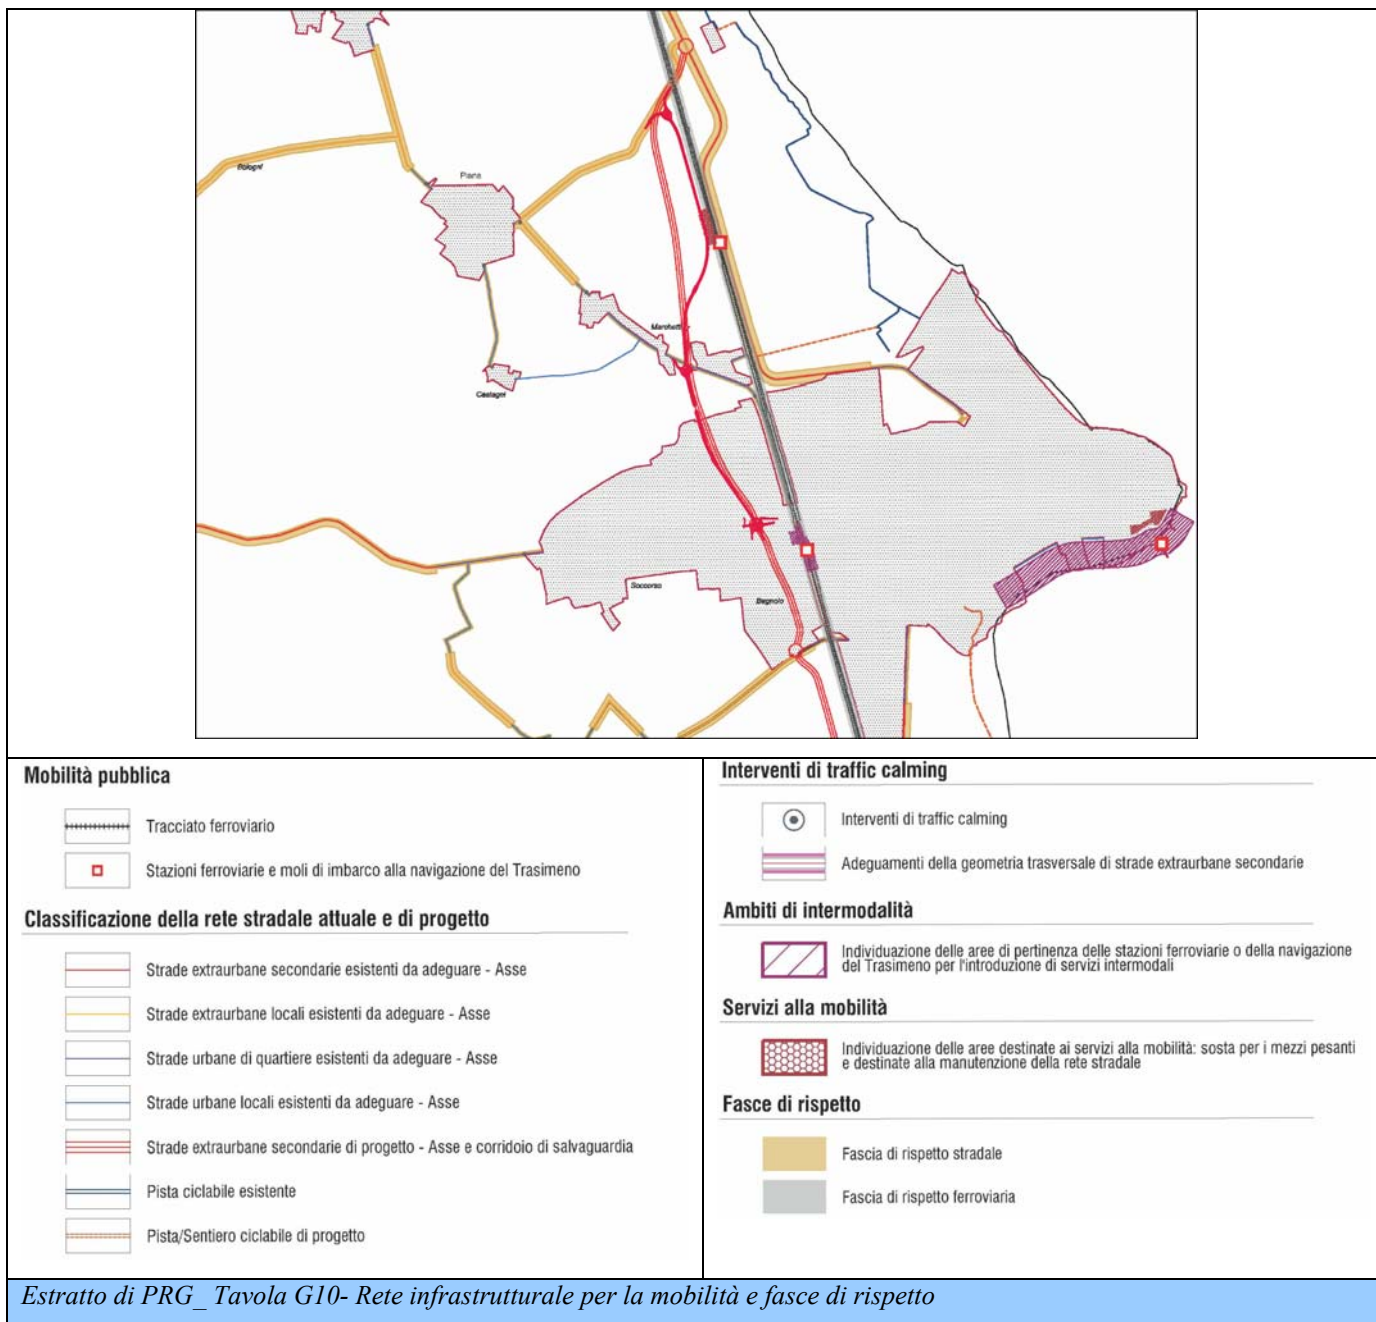 Bologni
Piana
Marchetti
Castagni
Soccorso
Bagnolo
Mobilità pubblica
Tracciato ferroviario
Stazioni ferroviarie e moli di imbarco alla navigazione del Trasimeno
Classificazione della rete stradale attuale e di progetto
Strade extraurbane secondarie esistenti da adeguare - Asse
Strade extraurbane locali esistenti da adeguare - Asse
Strade urbane di quartiere esistenti da adeguare - Asse
Strade urbane locali esistenti da adeguare - Asse
Strade extraurbane secondarie di progetto - Asse e corridoio di salvaguardia
Pista ciclabile esistente
Pista/Sentiero ciclabile di progetto
Interventi di traffic calming
Interventi di traffic calming
Adeguamenti della geometria trasversale di strade extraurbane secondarie
Ambiti di intermodalità
Individuazione delle aree di pertinenza delle stazioni ferroviarie o della navigazione
del Trasimeno per l'introduzione di servizi intermodali
Servizi alla mobilità
Individuazione delle aree destinate ai servizi alla mobilità: sosta per i mezzi pesanti
e destinate alla manutenzione della rete stradale
Fasce di rispetto
Fascia di rispetto stradale
Fascia di rispetto ferroviaria
Estratto di PRG_ Tavola G10- Rete infrastrutturale per la mobilità e fasce di rispetto